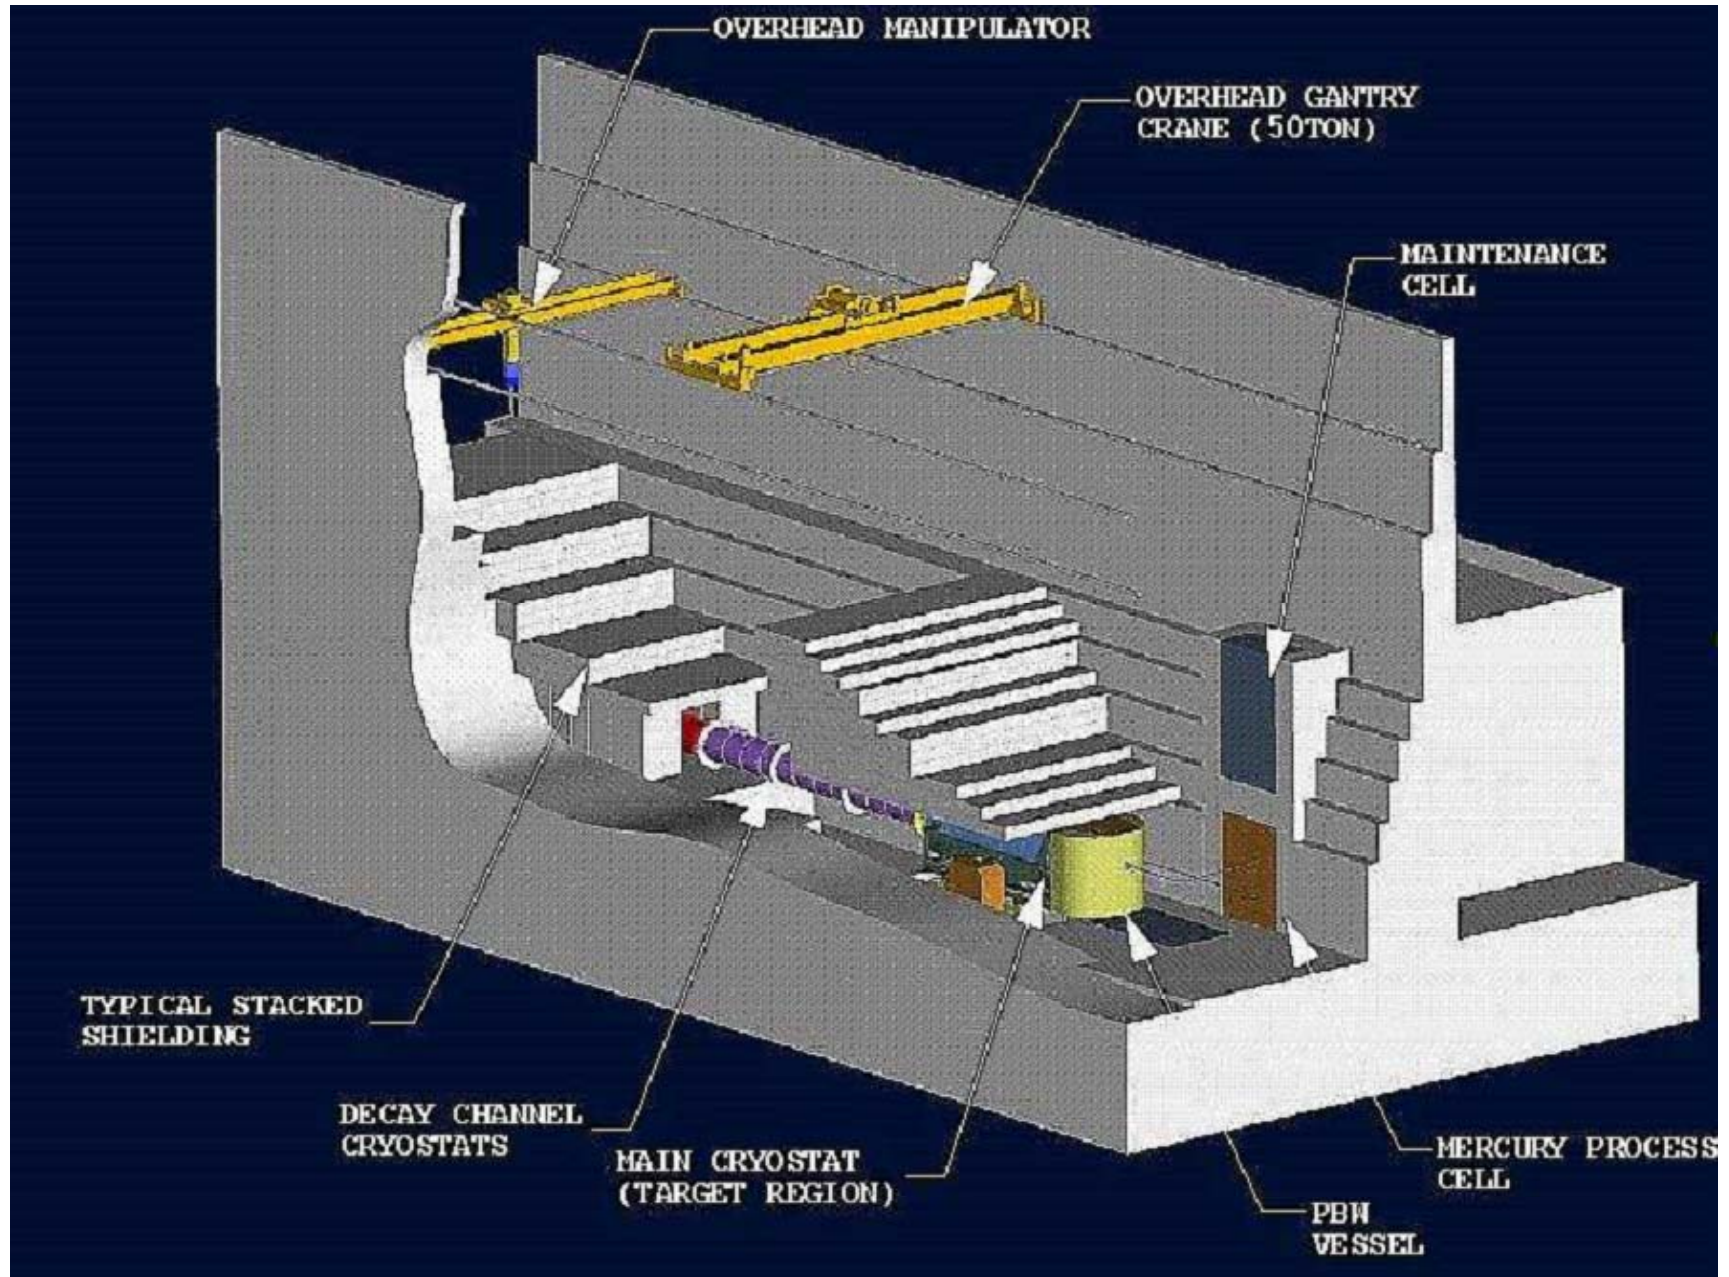 OVERHEAD MANIPULATOR
OVERHEAD GANTRY
CRANE (50TON)
MAINTENANCE
CELL
TYPICAL STACKED
SHIELDING
DECAY CHANNEL
CRYOSTATS
MAIN CRYOSTAT
(TARGET REGION)
MERCURY PROCESS
CELL
PBW
VESSEL